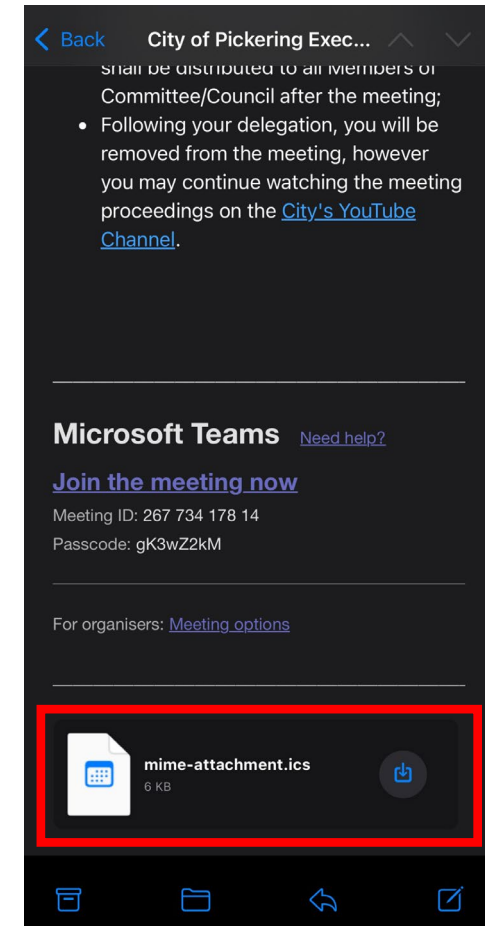 Back City of Pickering Exec...
shall be distributed to all Members of
Committee/Council after the meeting;
• Following your delegation, you will be
removed from the meeting, however
you may continue watching the meeting
proceedings on the City's YouTube
Channel.
Microsoft Teams Need help?
Join the meeting now
Meeting ID: 267 734 178 14
Passcode: gK3wZ2kM
For organisers: Meeting options
mime-attachment.ics
6 KB